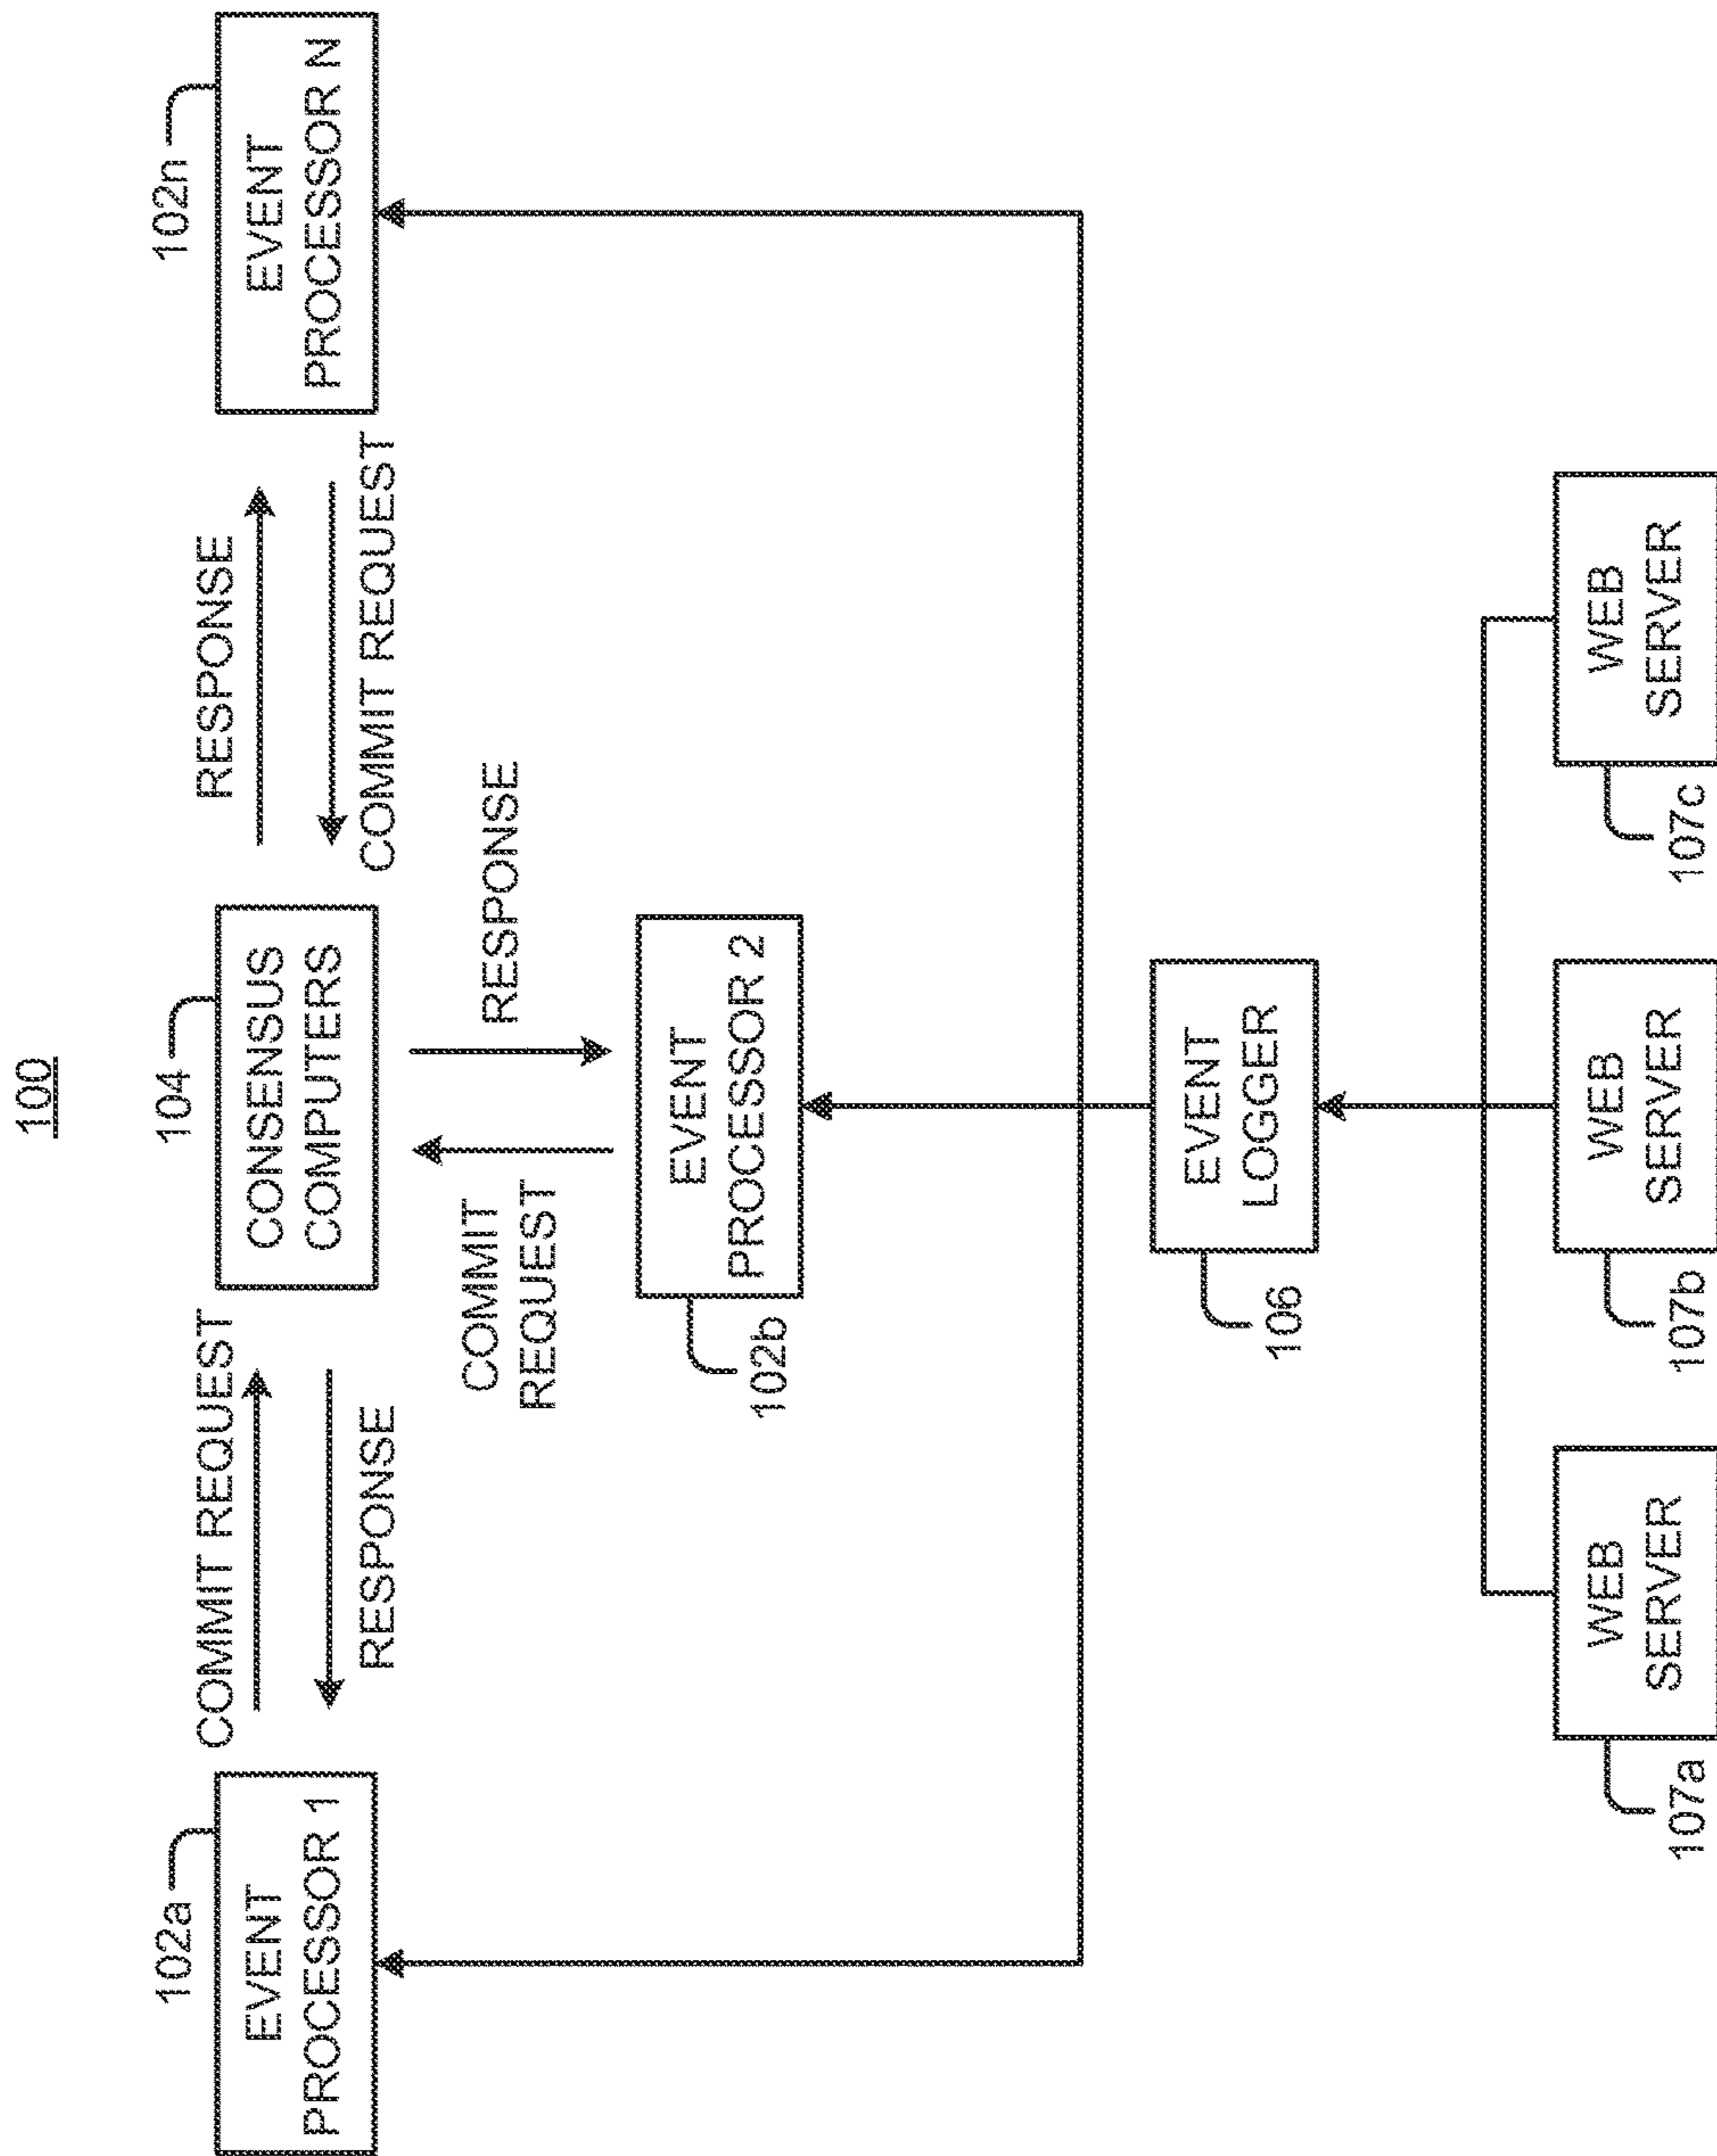 100
102a
104
102n
EVENT
PROCESSOR 1
COMMIT REQUEST
RESPONSE
CONSENSUS
COMPUTERS
RESPONSE
COMMIT REQUEST
EVENT
PROCESSOR N
COMMIT
REQUEST
RESPONSE
EVENT
PROCESSOR 2
102b
EVENT
LOGGER
106
WEB
SERVER
107a
WEB
SERVER
107b
WEB
SERVER
107c